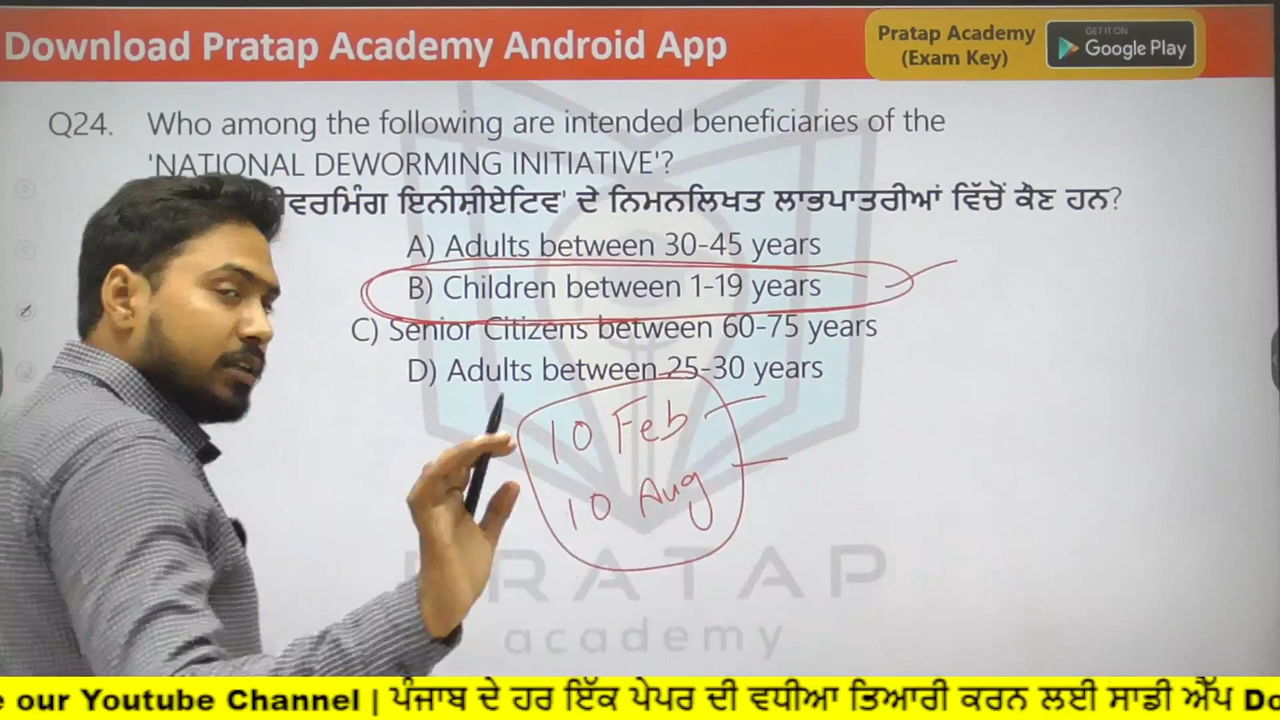 Download Pratap Academy Android App
Pratap Academy
(Exam Key)
GET IT ON
Google Play
Q24. Who among the following are intended beneficiaries of the
'NATIONAL DEWORMING INITIATIVE'?
ਵਰਮਿੰਗ ਇਨੀਸ਼ੀਏਟਿਵ' ਦੇ ਨਿਮਨਲਿਖਤ ਲਾਭਪਾਤਰੀਆਂ ਵਿੱਚੋਂ ਕੌਣ ਹਨ?
A) Adults between 30-45 years
B) Children between 1-19 years
C) Senior Citizens between 60-75 years
D) Adults between 25-30 years
10 Feb
10 Aug
PRATAP
academy
e our Youtube Channel | ਪੰਜਾਬ ਦੇ ਹਰ ਇੱਕ ਪੇਪਰ ਦੀ ਵਧੀਆ ਤਿਆਰੀ ਕਰਨ ਲਈ ਸਾਡੀ ਐੱਪ Do